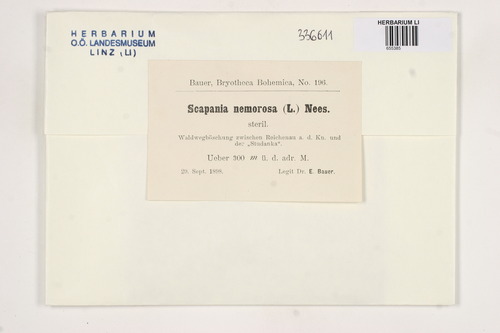 HERBARIUM
O.Ö. LANDESMUSEUM
LINZ (LI)
336611
HERBARIUM LI
Bauer, Bryotheca Bohemica, No. 196.
Scapania nemorosa (L.) Nees.
steril.
Waldwegböschung zwischen Reichenau a. d. Kn. und
der „Studanka".
Ueber 300 m ü. d. adr. M.
Sept. 1898. Legit Dr. E. Bauer.